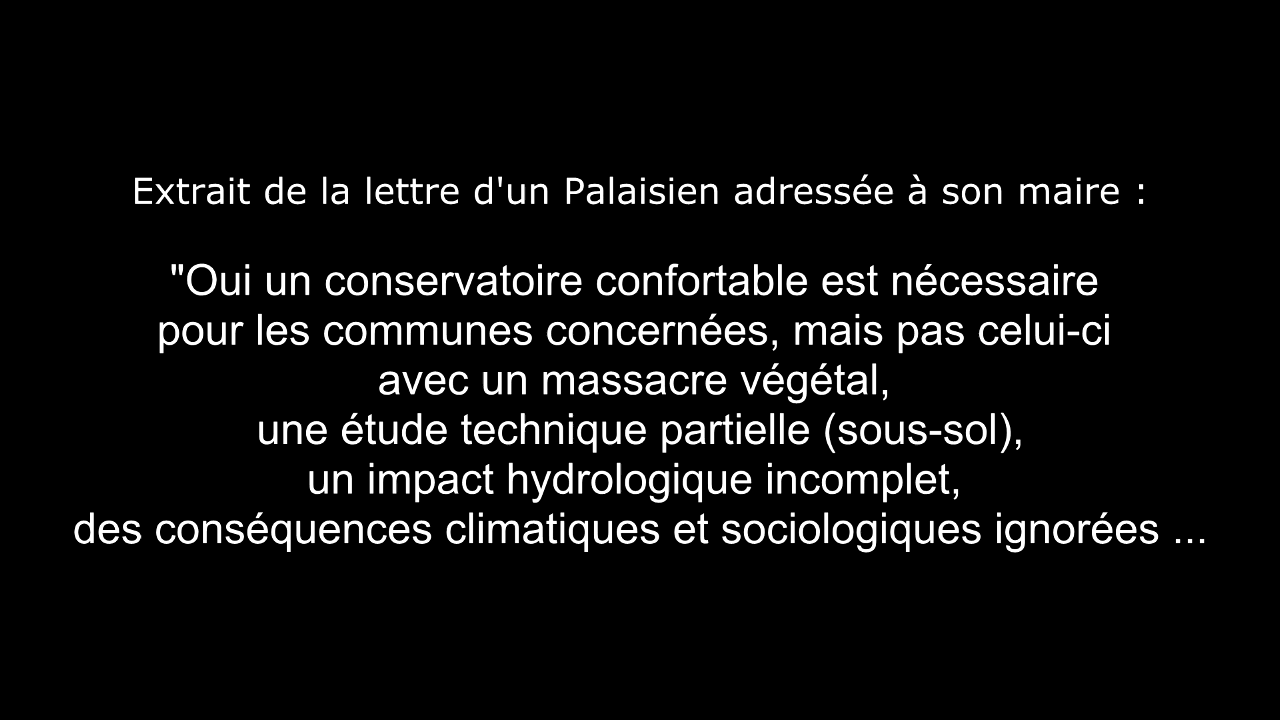 Extrait de la lettre d'un Palaisien adressée à son maire :
"Oui un conservatoire confortable est nécessaire
pour les communes concernées, mais pas celui-ci
avec un massacre végétal,
une étude technique partielle (sous-sol),
un impact hydrologique incomplet,
des conséquences climatiques et sociologiques ignorées ...